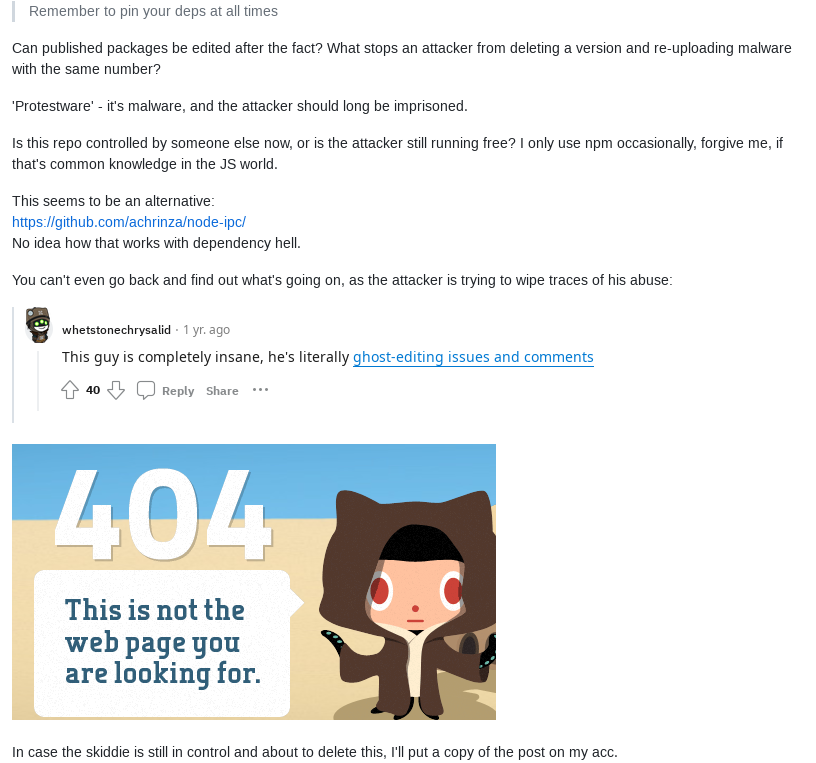 Remember to pin your deps at all times
Can published packages be edited after the fact? What stops an attacker from deleting a version and re-uploading malware
with the same number?
'Protestware' - it's malware, and the attacker should long be imprisoned.
Is this repo controlled by someone else now, or is the attacker still running free? I only use npm occasionally, forgive me, if
that's common knowledge in the JS world.
This seems to be an alternative:
https://github.com/achrinza/node-ipc/
No idea how that works with dependency hell.
You can't even go back and find out what's going on, as the attacker is trying to wipe traces of his abuse:
whetstonechrysalid · 1 yr. ago
This guy is completely insane, he's literally ghost-editing issues and comments
40 Reply Share ···
404
This is not the
web page you
are looking for.
In case the skiddie is still in control and about to delete this, I'll put a copy of the post on my acc.